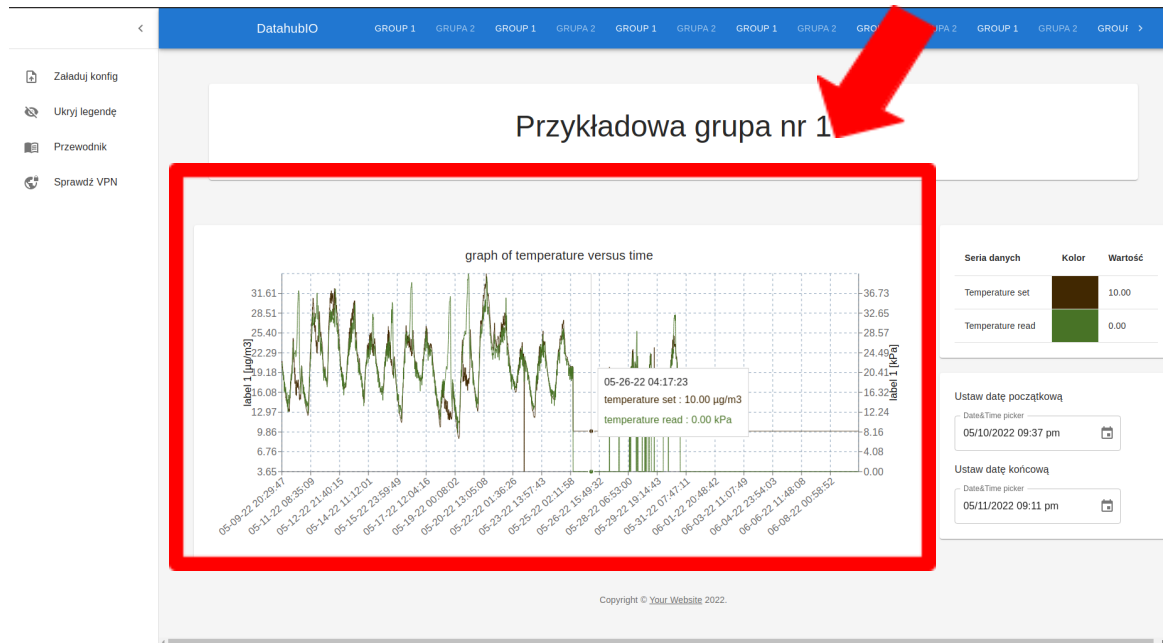 DatahubIO GROUP 1 GRUPA 2 GROUP 1 GRUPA 2 GROUP 1 GRUPA 2 GROUP 1 GRUPA 2 GROUP 1 GRUPA 2
Załaduj konfig
Ukryj legendę
Przewodnik
Sprawdź VPN
Przykładowa grupa nr 1
graph of temperature versus time
label 1 [µg/m3]
31.61
28.51
25.40
22.29
19.18
16.08
12.97
9.86
6.76
3.65
label 1 [kPa]
36.73
32.65
28.57
24.49
20.41
16.32
12.24
8.16
4.08
0.00
05-26-22 04:17:23
temperature set : 10.00 µg/m3
temperature read : 0.00 kPa
05-09-22 20:29:47
05-11-22 08:35:09
05-12-22 21:40:15
05-14-22 11:12:01
05-15-22 23:59:49
05-17-22 12:04:16
05-19-22 00:08:02
05-20-22 13:05:08
05-22-22 01:36:26
05-23-22 13:57:43
05-25-22 02:11:58
05-26-22 15:49:32
05-28-22 06:53:00
05-29-22 19:14:43
05-31-22 07:47:11
06-01-22 20:48:42
06-03-22 11:07:49
06-04-22 23:54:03
06-06-22 11:48:08
06-08-22 00:58:52
Seria danych Kolor Wartość
Temperature set 10.00
Temperature read 0.00
Ustaw datę początkową
Date&Time picker
05/10/2022 09:37 pm
Ustaw datę końcową
Date&Time picker
05/11/2022 09:11 pm
Copyright © Your Website 2022.